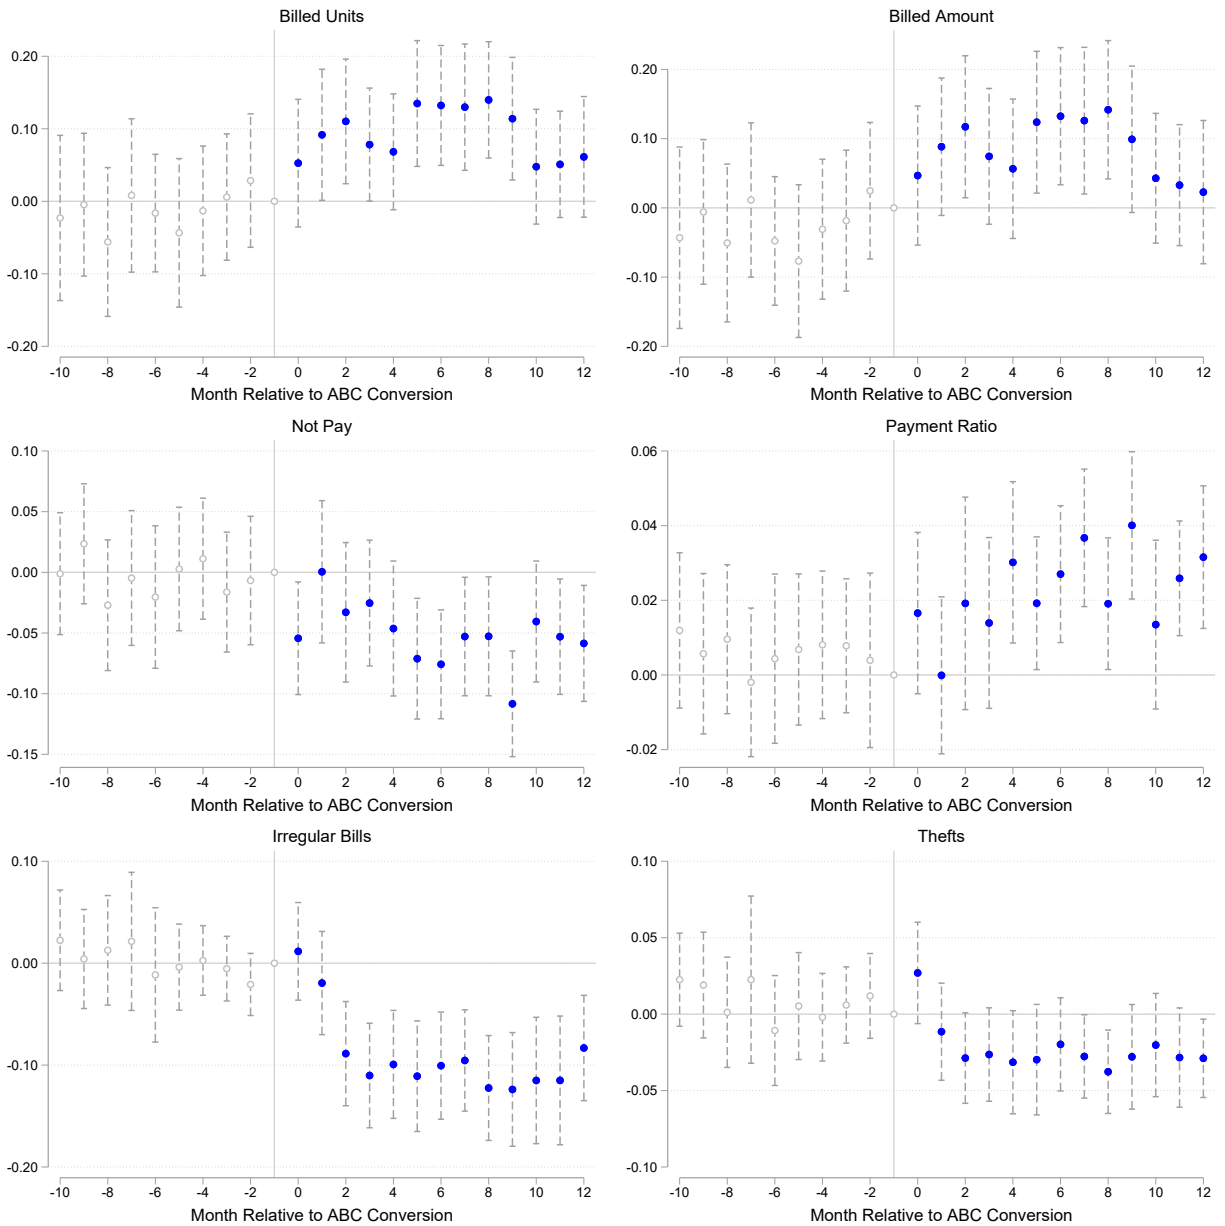 Billed Units
0.20
0.10
0.00
-0.10
-0.20
-10 -8 -6 -4 -2 0 2 4 6 8 10 12
Month Relative to ABC Conversion
Billed Amount
0.20
0.10
0.00
-0.10
-0.20
-10 -8 -6 -4 -2 0 2 4 6 8 10 12
Month Relative to ABC Conversion
Not Pay
0.10
0.05
0.00
-0.05
-0.10
-0.15
-10 -8 -6 -4 -2 0 2 4 6 8 10 12
Month Relative to ABC Conversion
Payment Ratio
0.06
0.04
0.02
0.00
-0.02
-10 -8 -6 -4 -2 0 2 4 6 8 10 12
Month Relative to ABC Conversion
Irregular Bills
0.10
0.00
-0.10
-0.20
-10 -8 -6 -4 -2 0 2 4 6 8 10 12
Month Relative to ABC Conversion
Thefts
0.10
0.05
0.00
-0.05
-0.10
-10 -8 -6 -4 -2 0 2 4 6 8 10 12
Month Relative to ABC Conversion